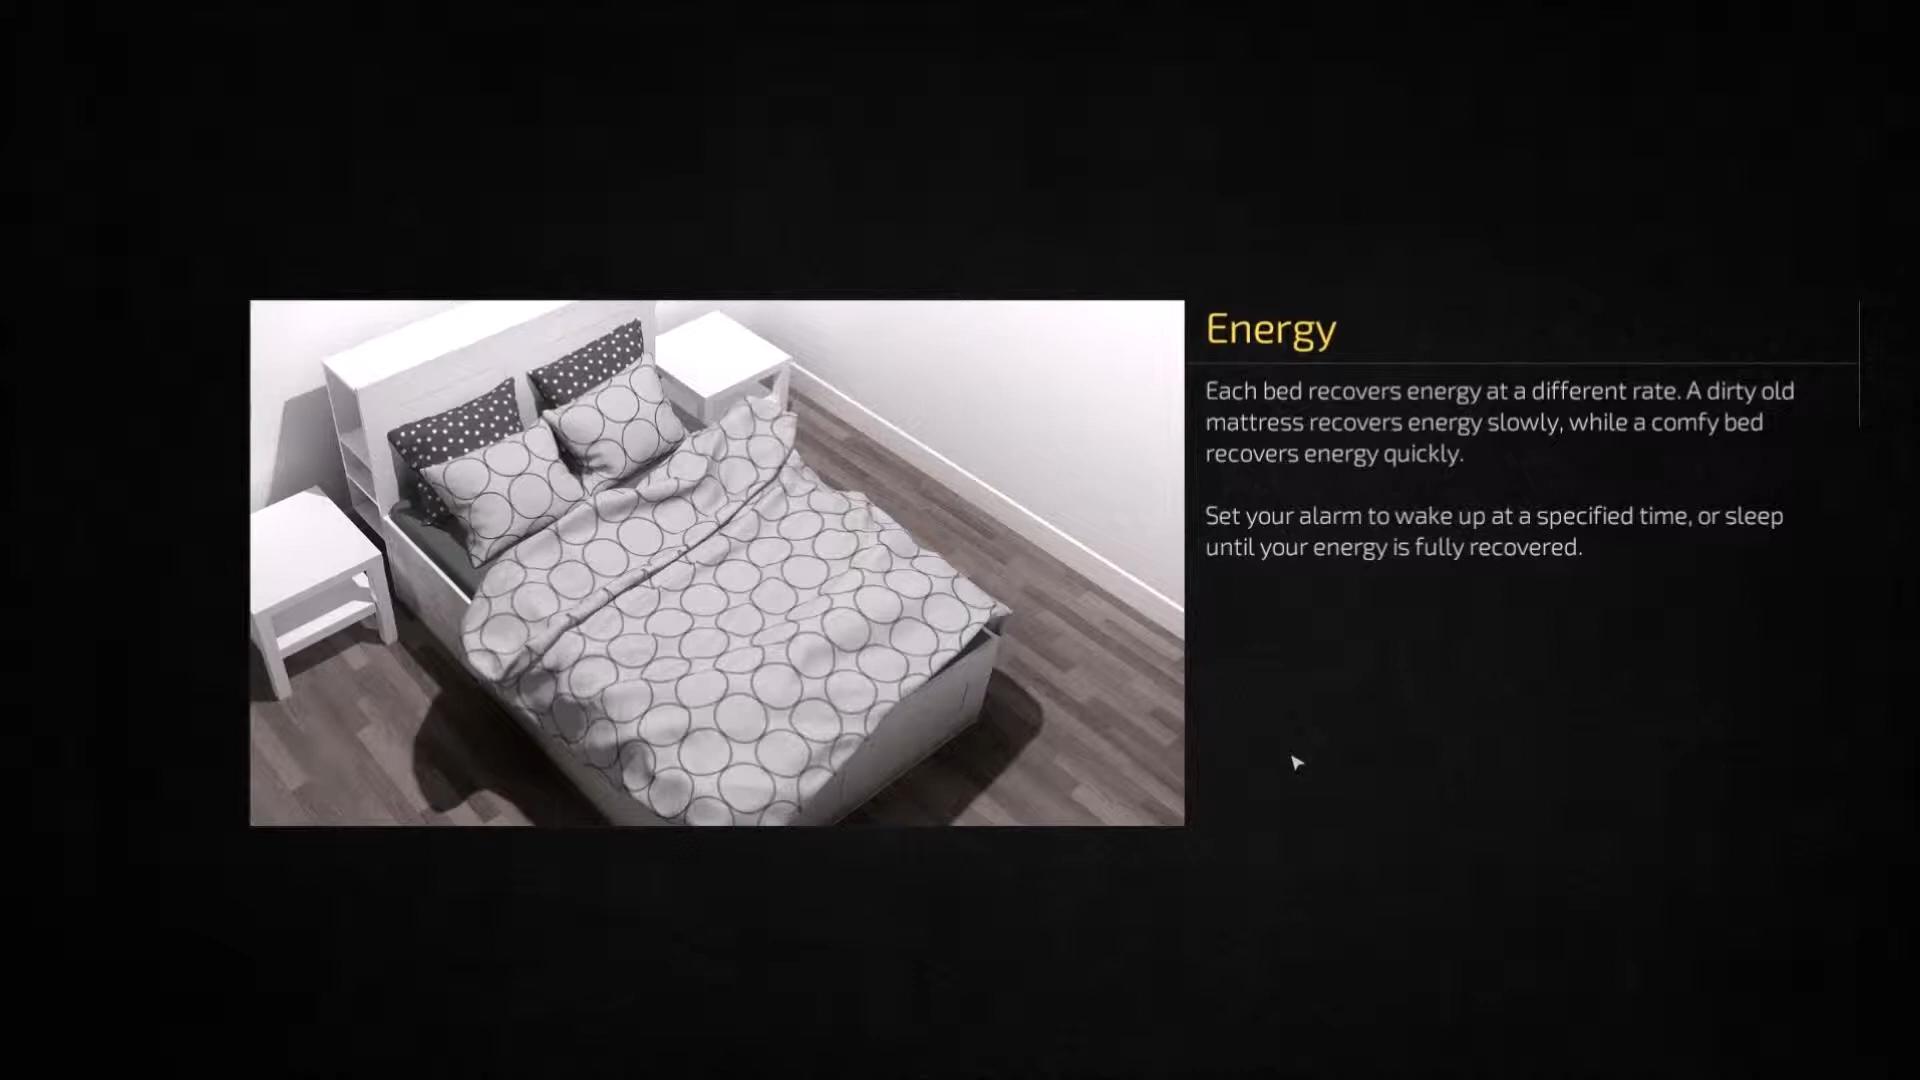 Energy
Each bed recovers energy at a different rate. A dirty old
mattress recovers energy slowly, while a comfy bed
recovers energy quickly.
Set your alarm to wake up at a specified time, or sleep
until your energy is fully recovered.